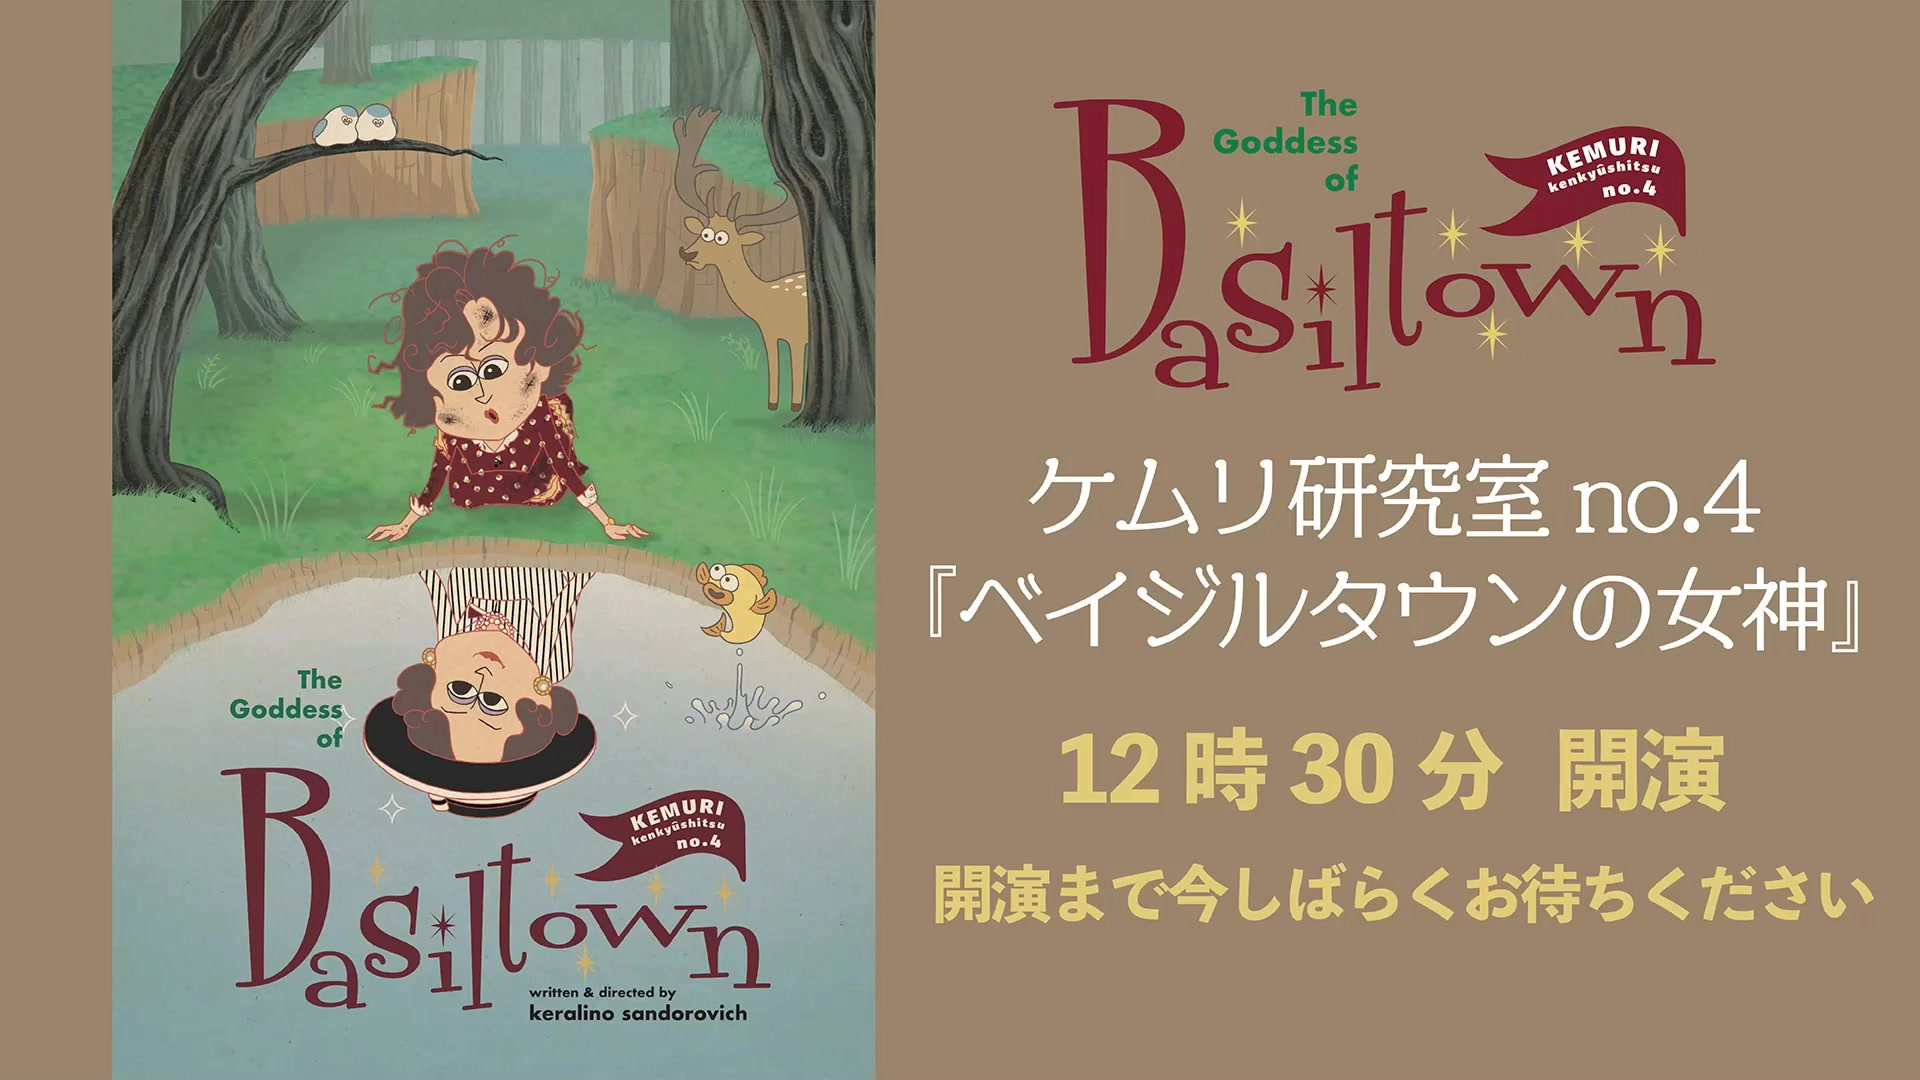 The
Goddess
of
Basiltown
KEMURI
kenkyûshitsu
no.4
written & directed by
keralino sandorovich
The
Goddess
of
Basiltown
KEMURI
kenkyûshitsu
no.4
ケムリ研究室 no.4
『ベイジルタウンの女神』
12時30分 開演
開演まで今しばらくお待ちください